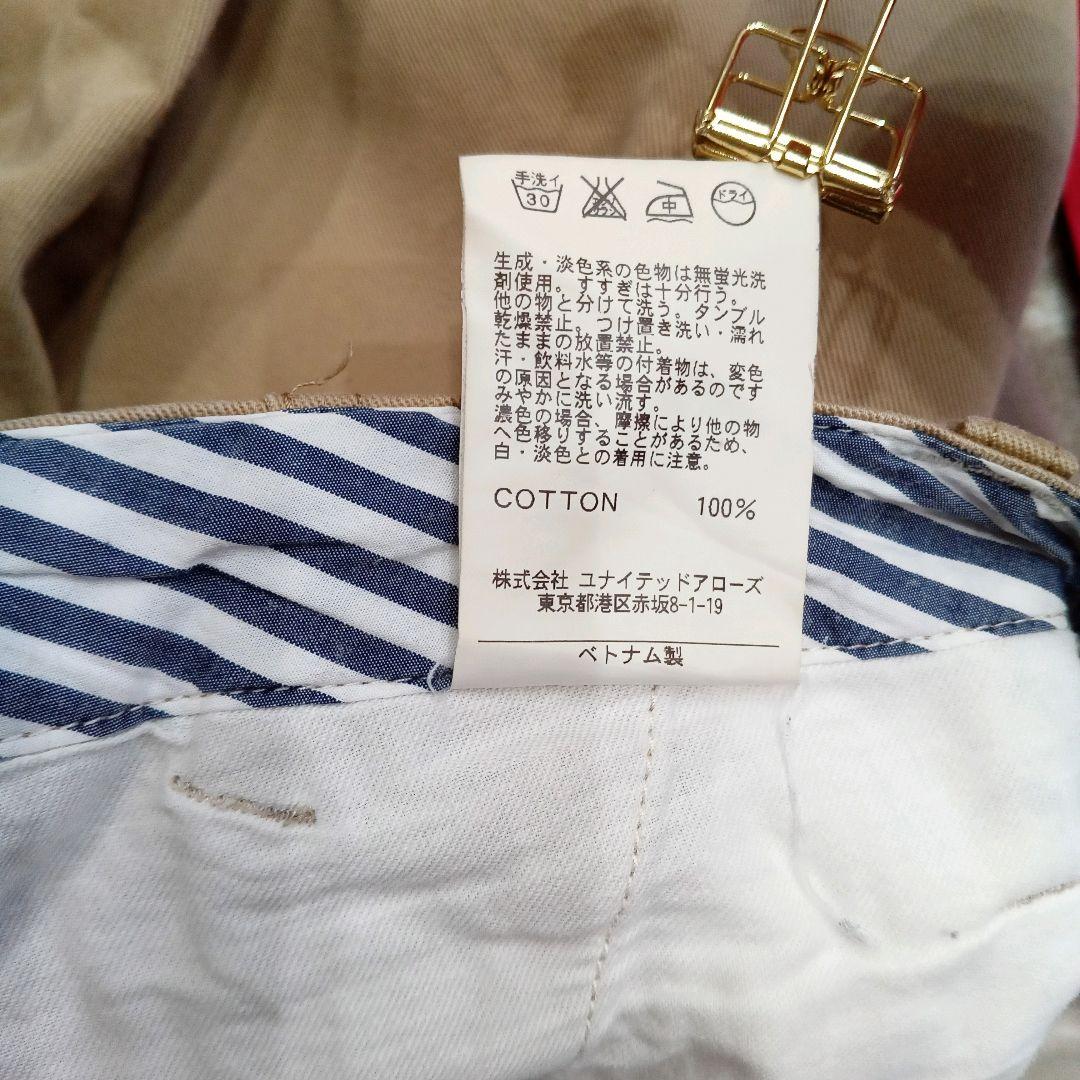 手洗イ 30 エンソサラシ 中 ドライ
生成・淡色系の色物は無蛍光洗
剤使用。すすぎは十分行う。
他の物と分けて洗う。タンブル
乾燥禁止。つけ置き洗い・濡れ
たままの放置禁止。
汗・飲料水等の付着物は、変色
の原因となる場合があるのです
みやかに洗い流す。
濃色の場合、摩擦により他の物
へ色移りすることがあるため、
白・淡色との着用に注意。
COTTON 100%
株式会社 ユナイテッドアローズ
東京都港区赤坂8-1-19
ベトナム製